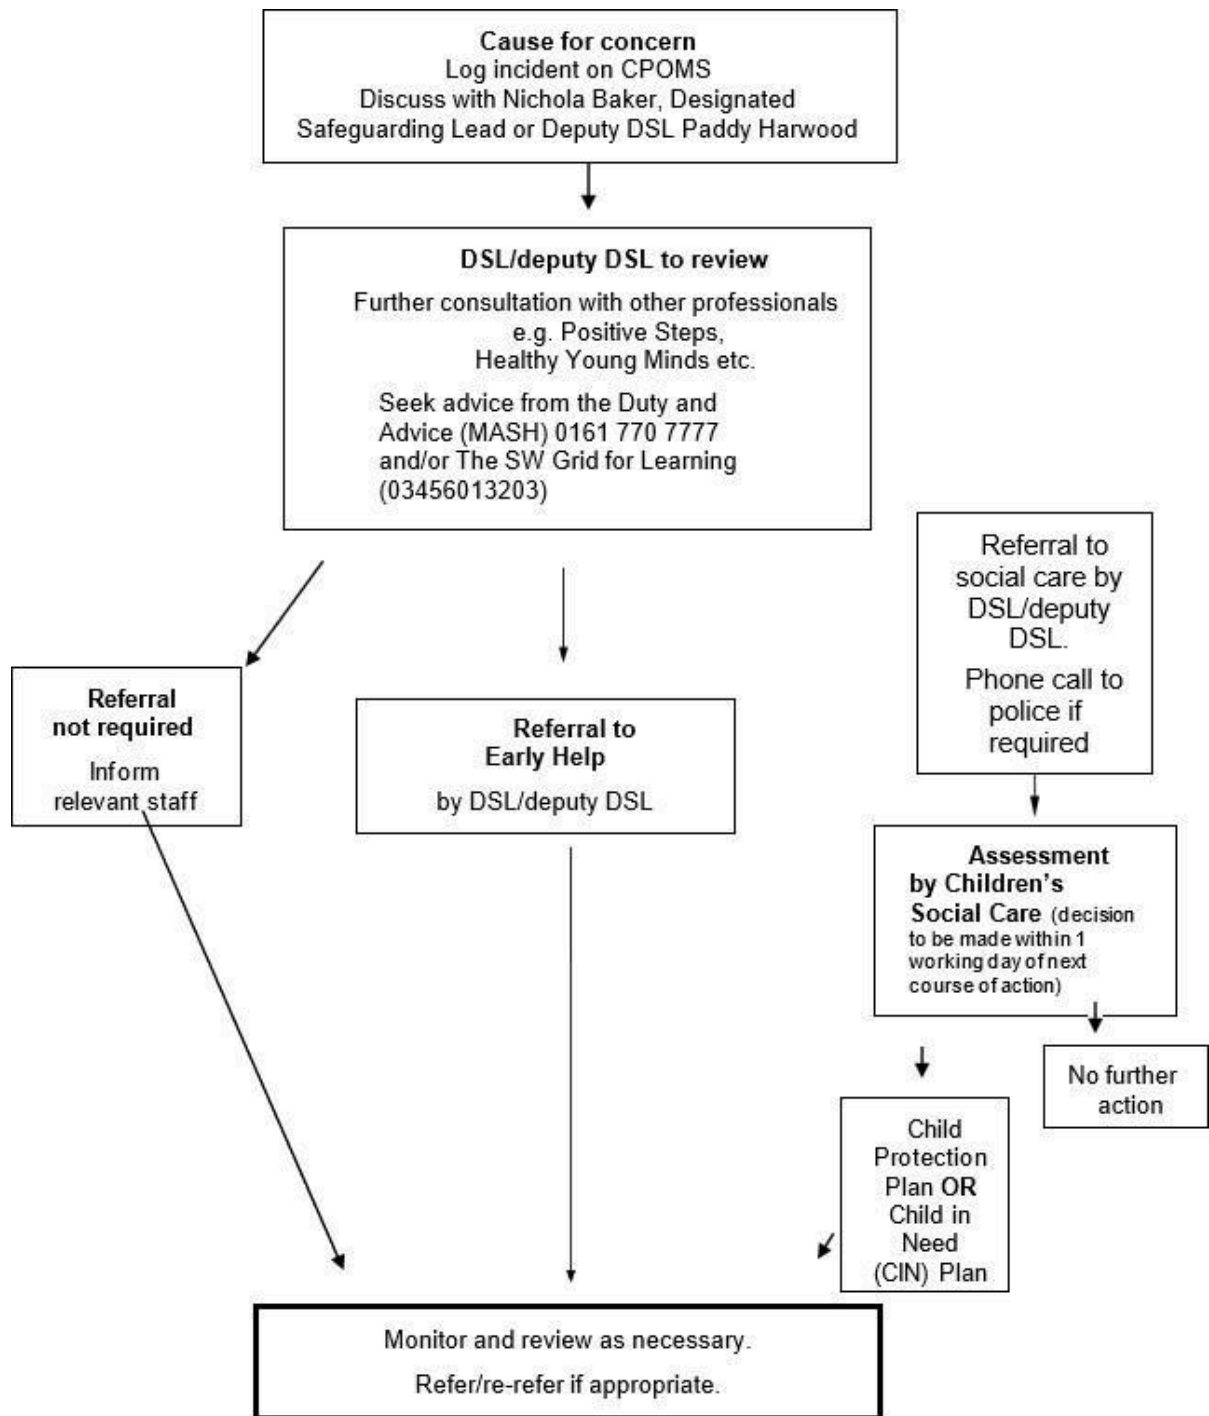 Cause for concern
Log incident on CPOMS
Discuss with Nichola Baker, Designated
Safeguarding Lead or Deputy DSL Paddy Harwood
DSL/deputy DSL to review
Further consultation with other professionals
e.g. Positive Steps,
Healthy Young Minds etc.
Seek advice from the Duty and
Advice (MASH) 0161 770 7777
and/or The SW Grid for Learning
(03456013203)
Referral
not required
Inform
relevant staff
Referral to
Early Help
by DSL/deputy DSL
Referral to
social care by
DSL/deputy
DSL.
Phone call to
police if
required
Assessment
by Children’s
Social Care (decision
to be made within 1
working day of next
course of action)
No further
action
Child
Protection
Plan OR
Child in
Need
(CIN) Plan
Monitor and review as necessary.
Refer/re-refer if appropriate.